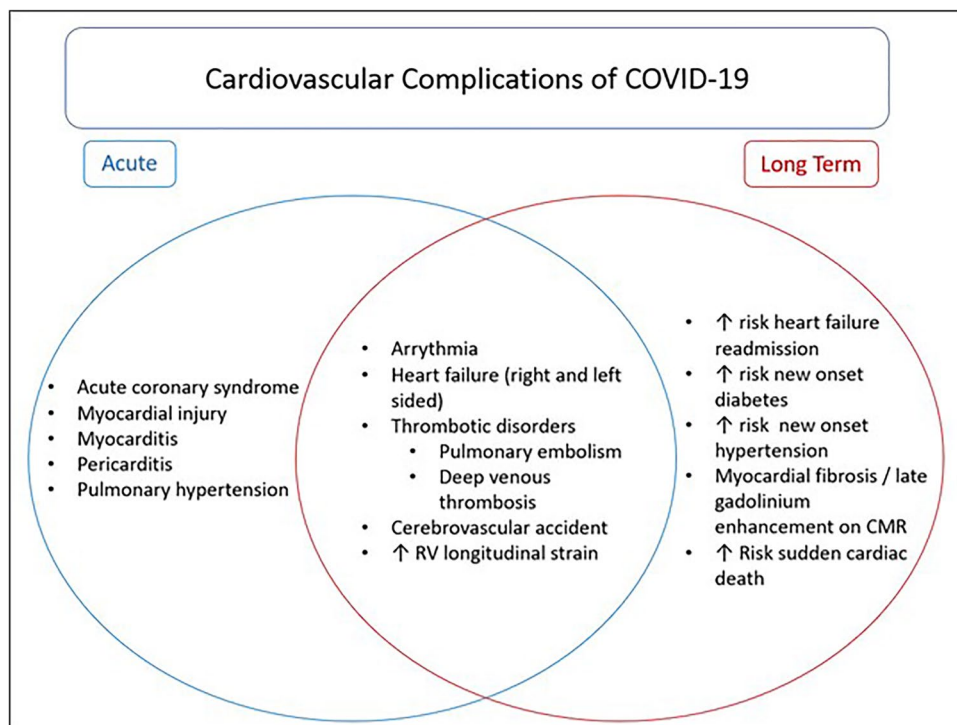 Cardiovascular Complications of COVID-19
Acute
Long Term
• Acute coronary syndrome
• Myocardial injury
• Myocarditis
• Pericarditis
• Pulmonary hypertension
• Arrythmia
• Heart failure (right and left
sided)
• Thrombotic disorders
• Pulmonary embolism
• Deep venous
thrombosis
• Cerebrovascular accident
• ↑ RV longitudinal strain
• ↑ risk heart failure
readmission
• ↑ risk new onset
diabetes
• ↑ risk new onset
hypertension
• Myocardial fibrosis / late
gadolinium
enhancement on CMR
• ↑ Risk sudden cardiac
death